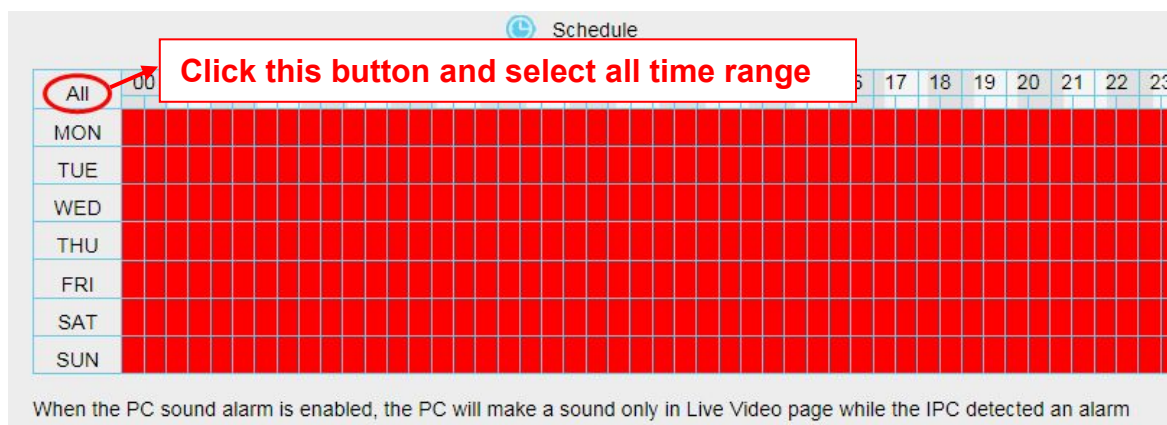 Schedule
Click this button and select all time range
All 00 17 18 19 20 21 22 23
MON
TUE
WED
THU
FRI
SAT
SUN
When the PC sound alarm is enabled, the PC will make a sound only in Live Video page while the IPC detected an alarm